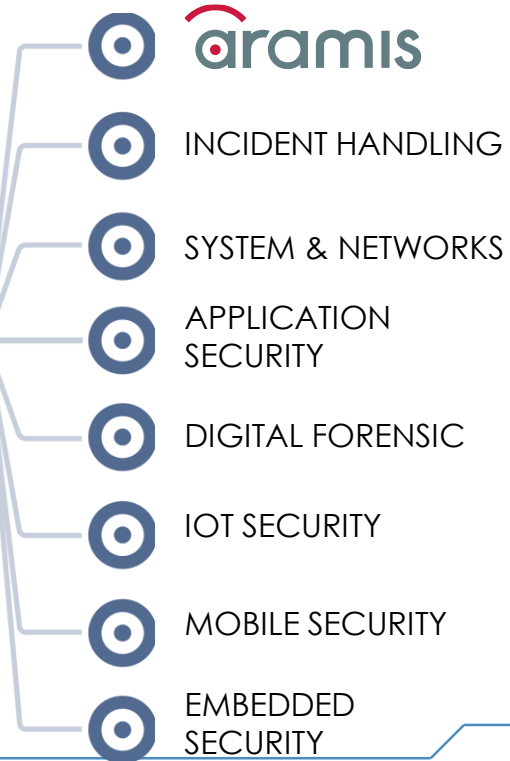 aramis
INCIDENT HANDLING
SYSTEM & NETWORKS
APPLICATION
SECURITY
DIGITAL FORENSIC
IOT SECURITY
MOBILE SECURITY
EMBEDDED
SECURITY